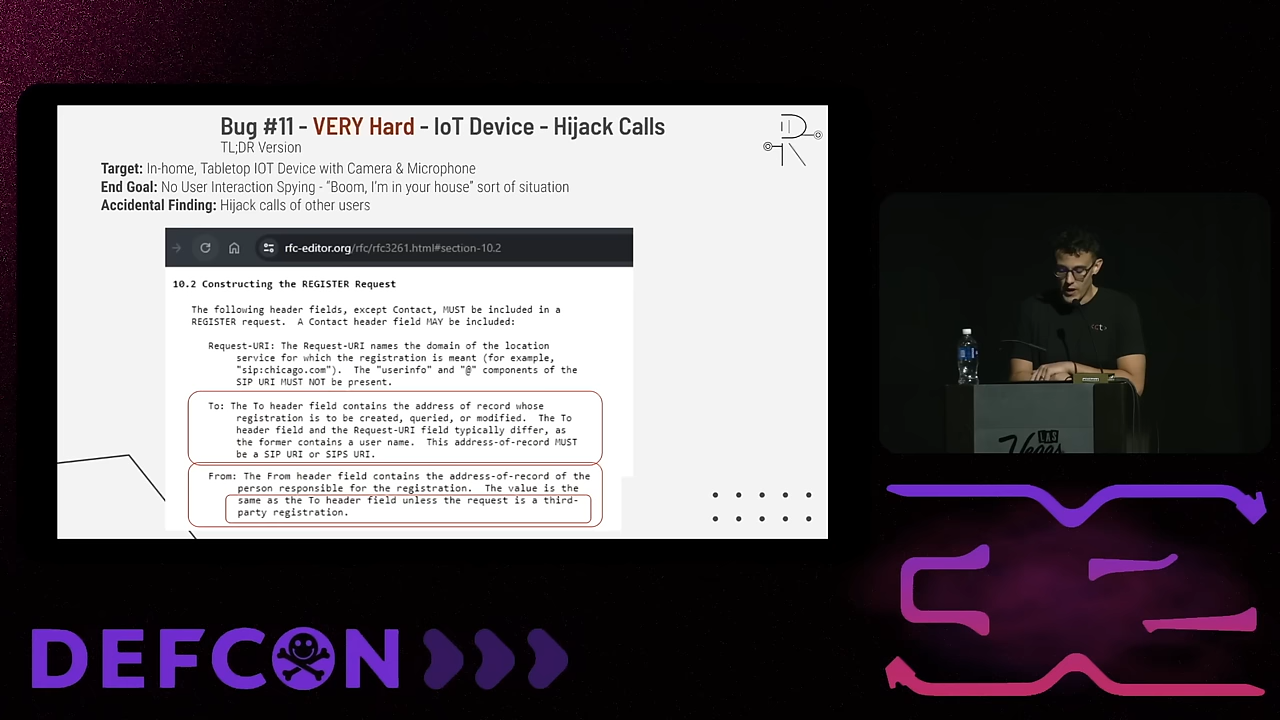 Bug #11 - VERY Hard - IoT Device - Hijack Calls
TL;DR Version
Target: In-home, Tabletop IOT Device with Camera & Microphone
End Goal: No User Interaction Spying - “Boom, I’m in your house” sort of situation
Accidental Finding: Hijack calls of other users
rfc-editor.org/rfc/rfc3261.html#section-10.2
10.2 Constructing the REGISTER Request
The following header fields, except Contact, MUST be included in a
REGISTER request. A Contact header field MAY be included:
Request-URI: The Request-URI names the domain of the location
service for which the registration is meant (for example,
"sip:chicago.com"). The "userinfo" and "@" components of the
SIP URI MUST NOT be present.
To: The To header field contains the address of record whose
registration is to be created, queried, or modified. The To
header field and the Request-URI field typically differ, as
the former contains a user name. This address-of-record MUST
be a SIP URI or SIPS URI.
From: The From header field contains the address-of-record of the
person responsible for the registration. The value is the
same as the To header field unless the request is a third-
party registration.
LAS
Vegas
DEFCON